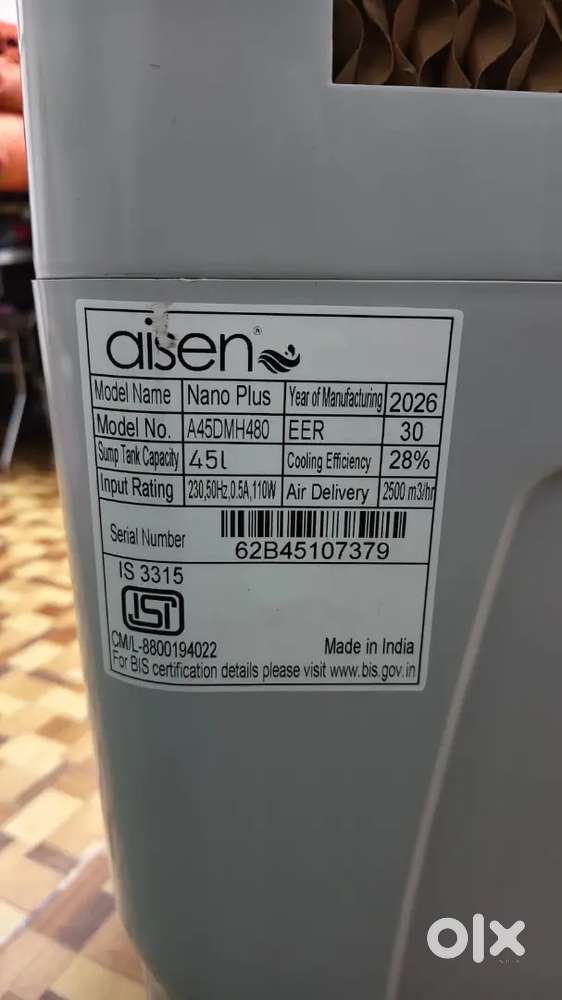 aisen®
Model Name Nano Plus Year of Manufacturing 2026
Model No. A45DMH480 EER 30
Sump Tank Capacity 45L Cooling Efficiency 28%
Input Rating 230,50Hz,0.5A,110W Air Delivery 2500 m3/hr
Serial Number
62B45107379
IS 3315
ISI
CM/L-8800194022 Made in India
For BIS certification details please visit www.bis.gov.in
olx
INDIA